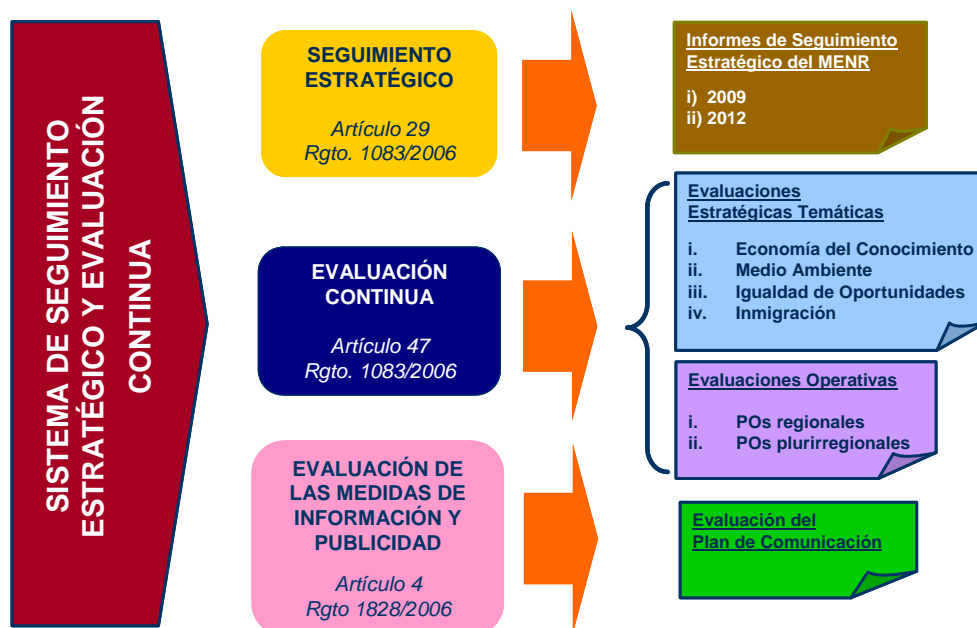 SISTEMA DE SEGUIMIENTO
ESTRATÉGICO Y EVALUACIÓN
CONTINUA
SEGUIMIENTO
ESTRATÉGICO
Artículo 29
Rgto. 1083/2006
Informes de Seguimiento
Estratégico del MENR
i) 2009
ii) 2012
EVALUACIÓN
CONTINUA
Artículo 47
Rgto. 1083/2006
Evaluaciones
Estratégicas Temáticas
i. Economía del Conocimiento
ii. Medio Ambiente
iii. Igualdad de Oportunidades
iv. Inmigración
Evaluaciones Operativas
i. POs regionales
ii. POs plurirregionales
EVALUACIÓN DE
LAS MEDIDAS DE
INFORMACIÓN Y
PUBLICIDAD
Artículo 4
Rgto 1828/2006
Evaluación del
Plan de Comunicación